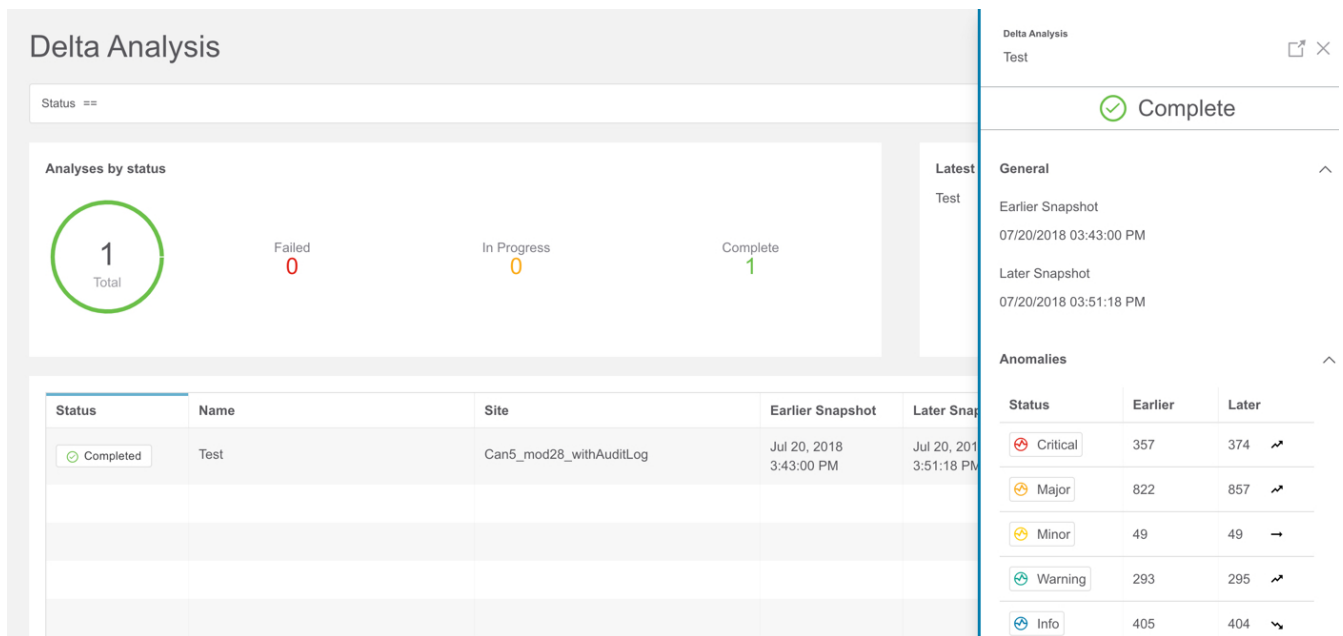 Delta Analysis
Status ==
Analyses by status
1
Total
Failed
0
In Progress
0
Complete
1
Latest
Test
Status Name Site Earlier Snapshot Later Snap
Completed Test Can5_mod28_withAuditLog Jul 20, 2018 Jul 20, 201
3:43:00 PM 3:51:18 PM
Delta Analysis
Test
Complete
General
Earlier Snapshot
07/20/2018 03:43:00 PM
Later Snapshot
07/20/2018 03:51:18 PM
Anomalies
Status Earlier Later
Critical 357 374
Major 822 857
Minor 49 49
Warning 293 295
Info 405 404